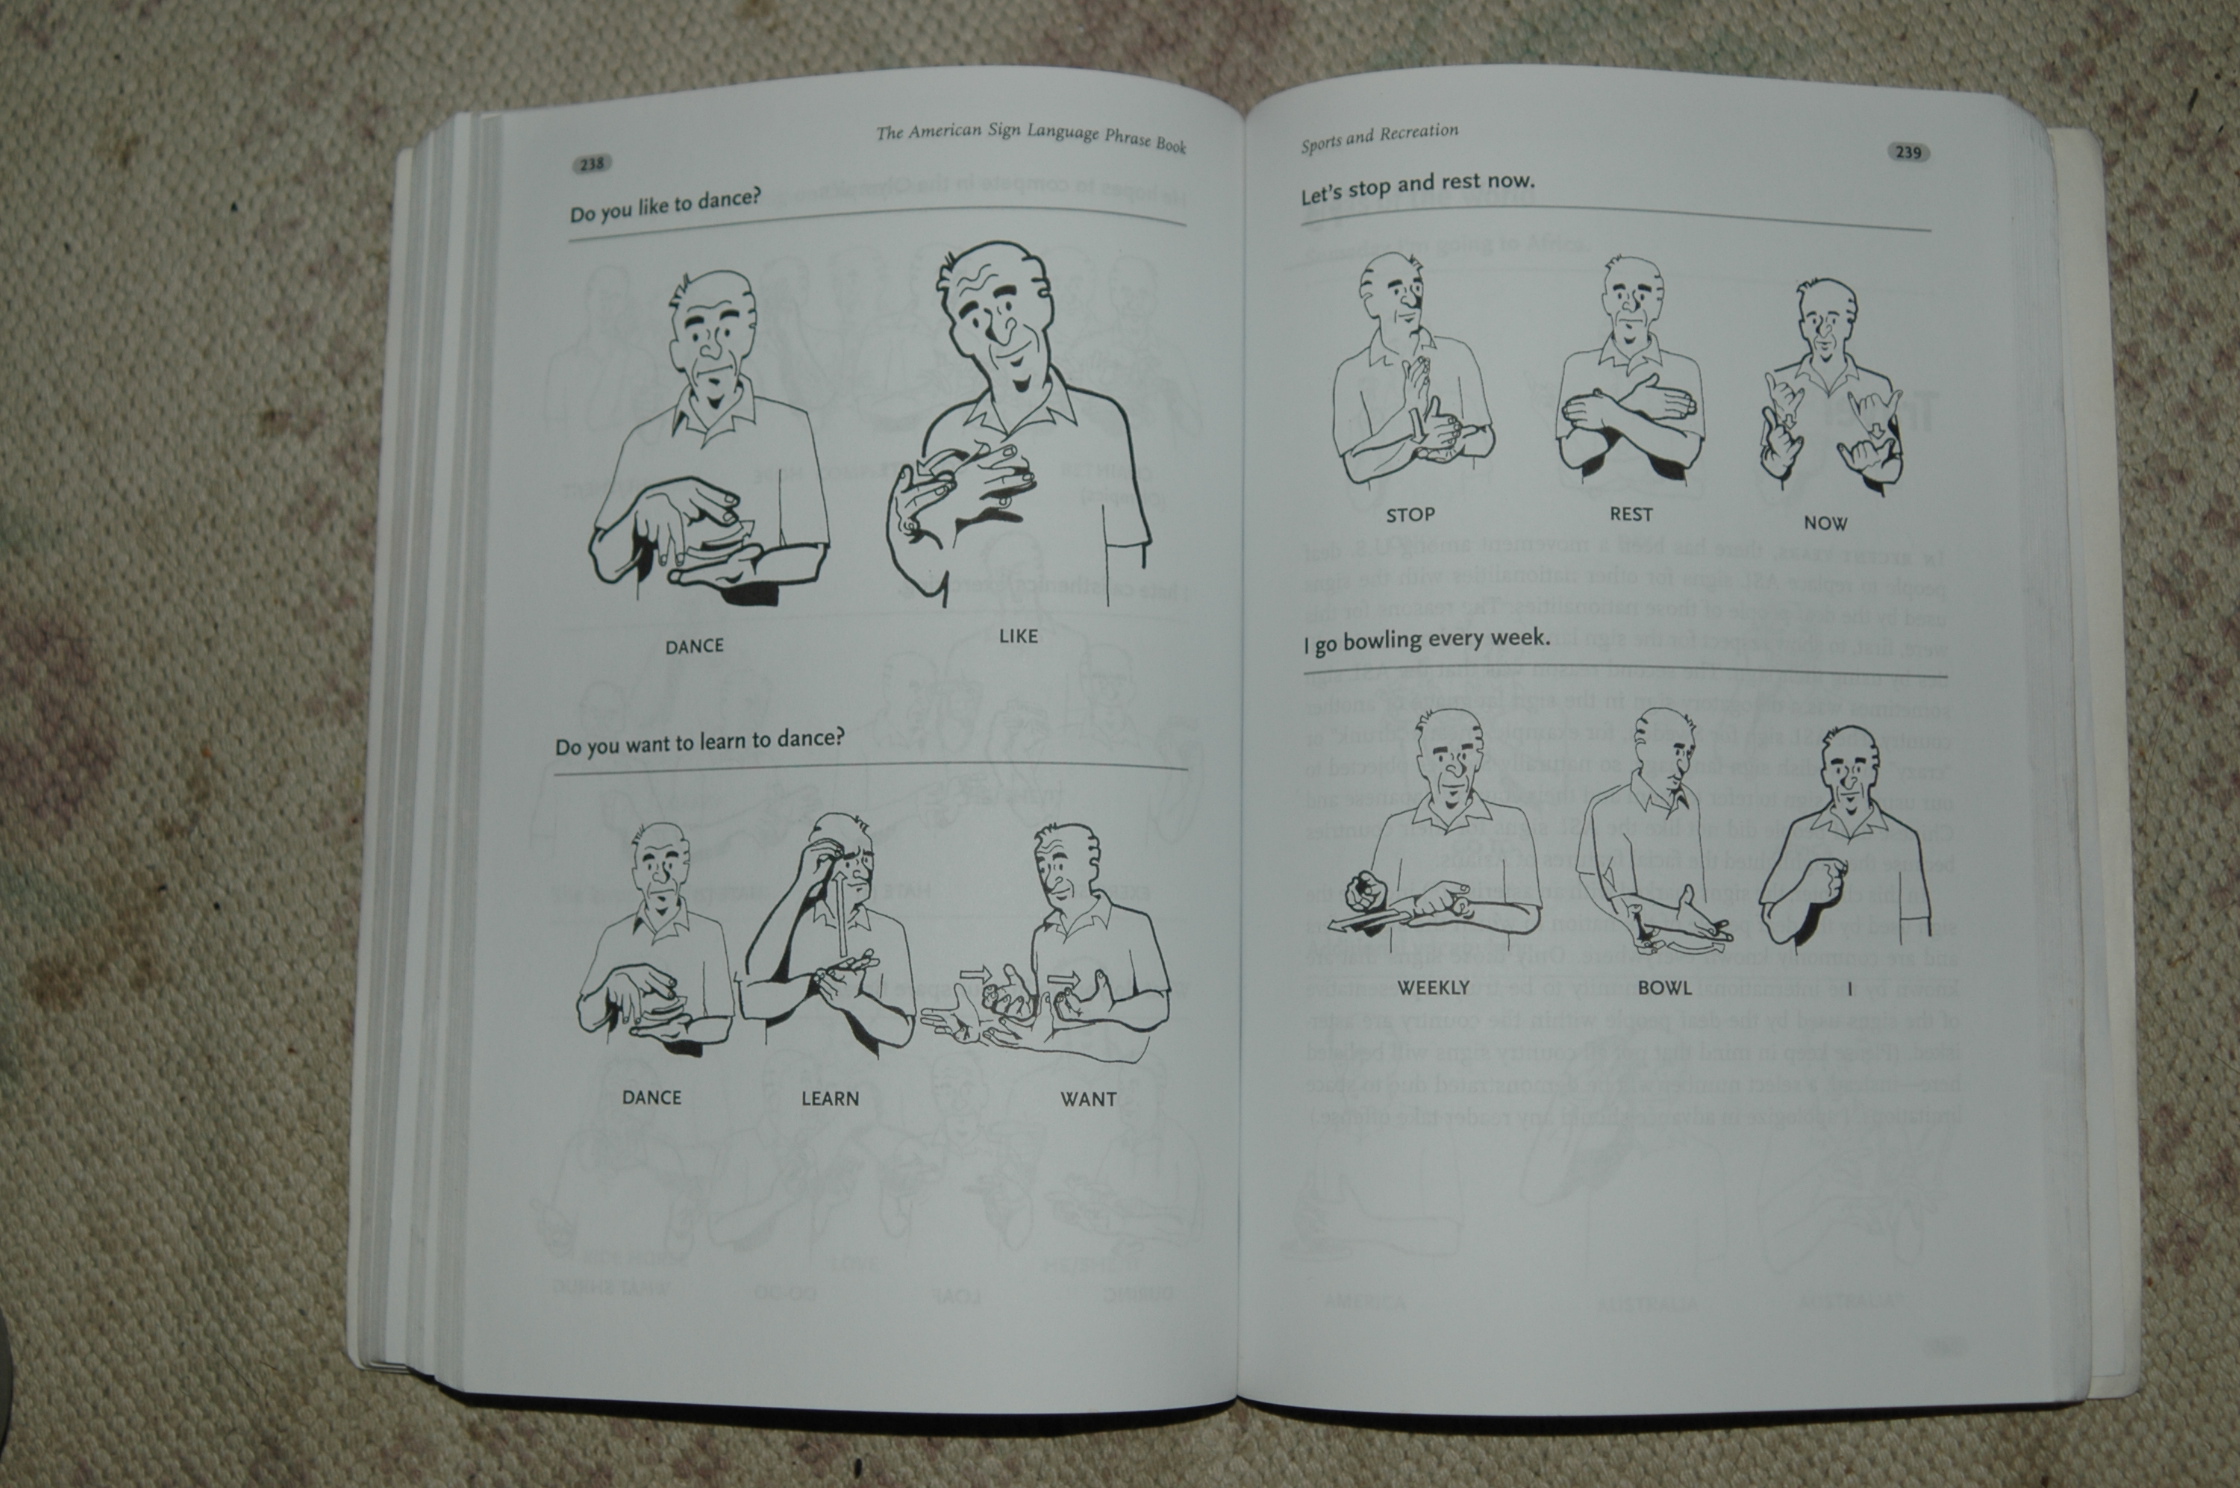 238
The American Sign Language Phrase Book
Do you like to dance?
DANCE
LIKE
Do you want to learn to dance?
DANCE
LEARN
WANT
Sports and Recreation
239
Let's stop and rest now.
STOP
REST
NOW
I go bowling every week.
WEEKLY
BOWL
I